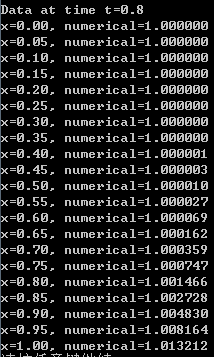 Data at time t=0.8
x=0.00, numerical=1.000000
x=0.05, numerical=1.000000
x=0.10, numerical=1.000000
x=0.15, numerical=1.000000
x=0.20, numerical=1.000000
x=0.25, numerical=1.000000
x=0.30, numerical=1.000000
x=0.35, numerical=1.000000
x=0.40, numerical=1.000001
x=0.45, numerical=1.000003
x=0.50, numerical=1.000010
x=0.55, numerical=1.000027
x=0.60, numerical=1.000069
x=0.65, numerical=1.000162
x=0.70, numerical=1.000359
x=0.75, numerical=1.000747
x=0.80, numerical=1.001466
x=0.85, numerical=1.002728
x=0.90, numerical=1.004830
x=0.95, numerical=1.008164
x=1.00, numerical=1.013212